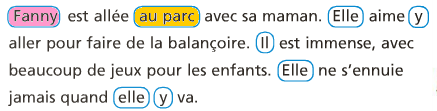 Fanny est allée au parc avec sa maman. Elle aime y
aller pour faire de la balançoire. Il est immense, avec
beaucoup de jeux pour les enfants. Elle ne s'ennuie
jamais quand elle y va.